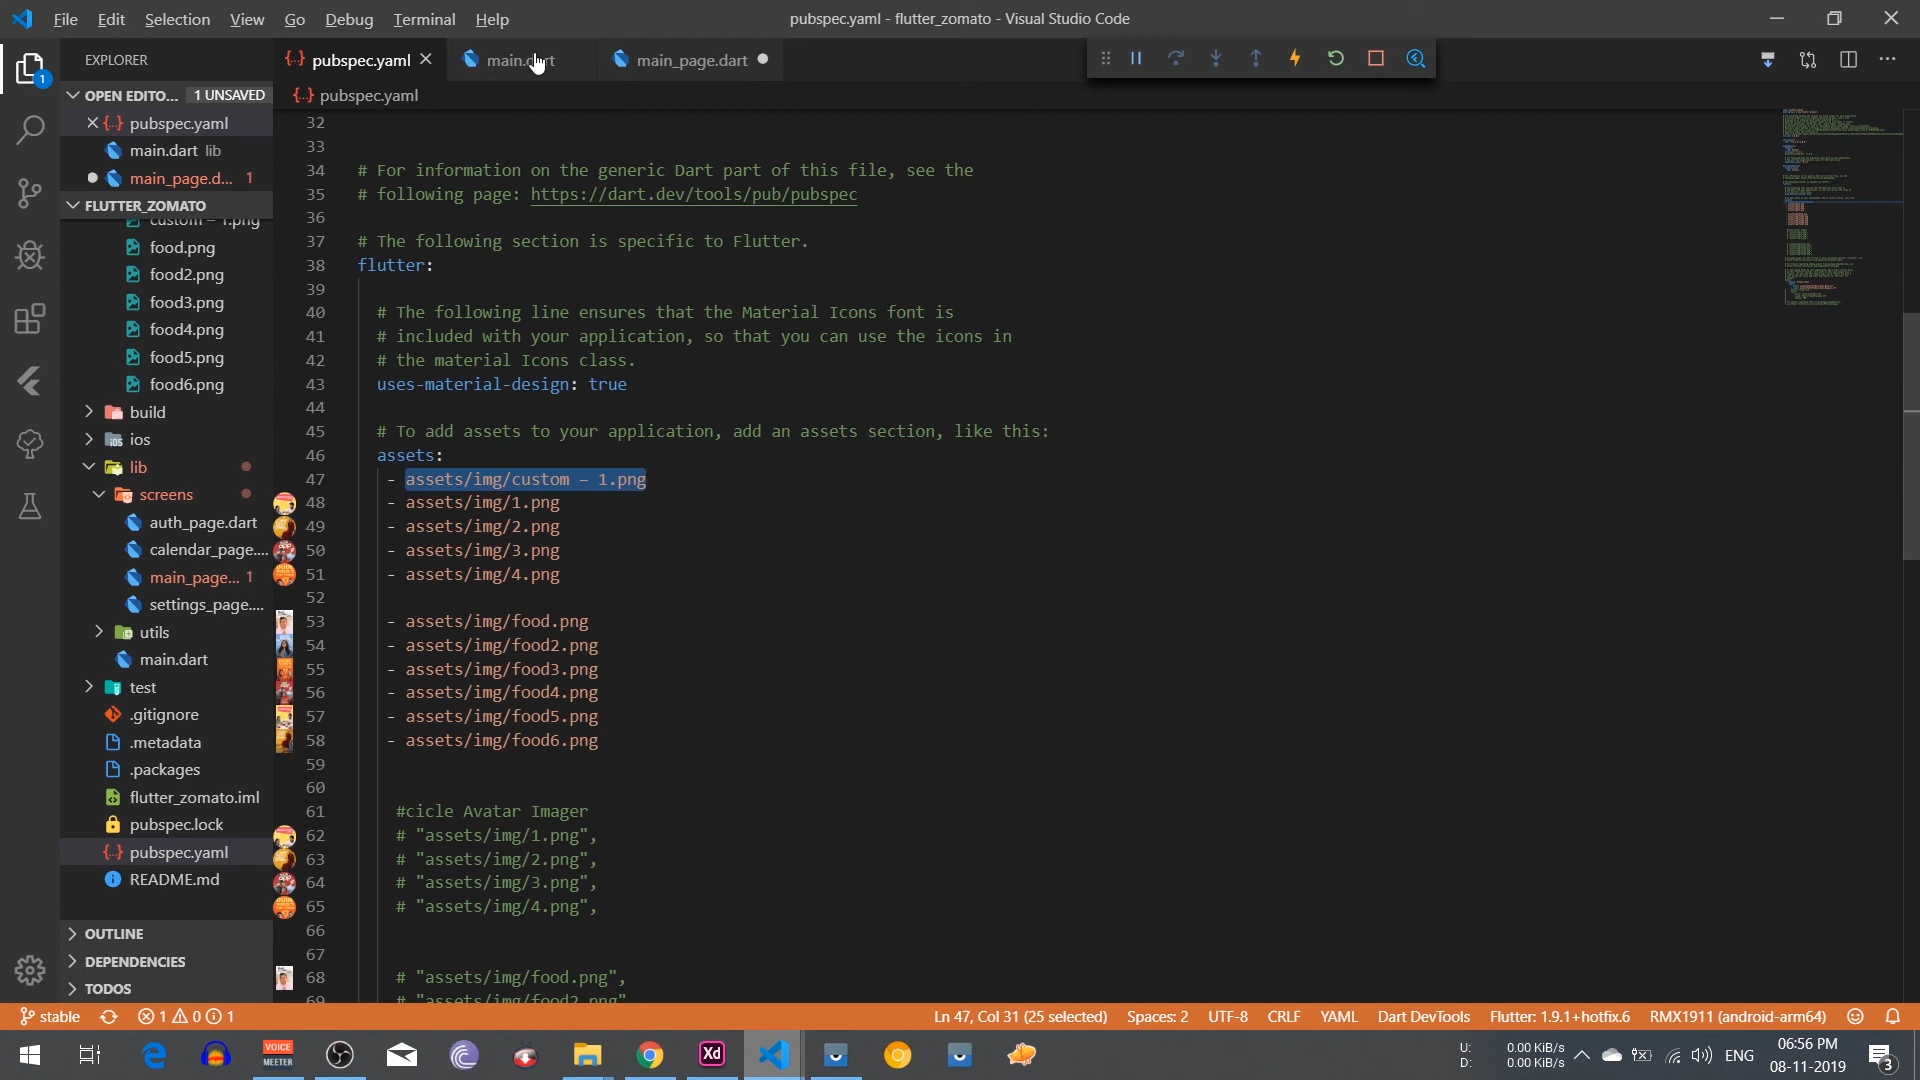 File Edit Selection View Go Debug Terminal Help
pubspec.yaml - flutter_zomato - Visual Studio Code
EXPLORER
1
OPEN EDITO... 1 UNSAVED
pubspec.yaml
main.dart lib
main_page.d... 1
FLUTTER_ZOMATO
custom – 1.png
food.png
food2.png
food3.png
food4.png
food5.png
food6.png
build
ios
lib
screens
auth_page.dart
calendar_page....
main_page... 1
settings_page....
utils
main.dart
test
.gitignore
.metadata
.packages
flutter_zomato.iml
pubspec.lock
pubspec.yaml
README.md
OUTLINE
DEPENDENCIES
TODOS
pubspec.yaml main.dart main_page.dart
pubspec.yaml
32
33
34 # For information on the generic Dart part of this file, see the
35 # following page: https://dart.dev/tools/pub/pubspec
36
37 # The following section is specific to Flutter.
38 flutter:
39
40 # The following line ensures that the Material Icons font is
41 # included with your application, so that you can use the icons in
42 # the material Icons class.
43 uses-material-design: true
44
45 # To add assets to your application, add an assets section, like this:
46 assets:
47 - assets/img/custom – 1.png
48 - assets/img/1.png
49 - assets/img/2.png
50 - assets/img/3.png
51 - assets/img/4.png
52
53 - assets/img/food.png
54 - assets/img/food2.png
55 - assets/img/food3.png
56 - assets/img/food4.png
57 - assets/img/food5.png
58 - assets/img/food6.png
59
60
61 #cicle Avatar Imager
62 # "assets/img/1.png",
63 # "assets/img/2.png",
64 # "assets/img/3.png",
65 # "assets/img/4.png",
66
67
68 # "assets/img/food.png",
69 # "assets/img/food2.png"
stable 1 0 1 Ln 47, Col 31 (25 selected) Spaces: 2 UTF-8 CRLF YAML Dart DevTools Flutter: 1.9.1+hotfix.6 RMX1911 (android-arm64)
VOICE
MEETER
Xd
U: 0.00 KiB/s
D: 0.00 KiB/s
ENG
06:56 PM
08-11-2019
3